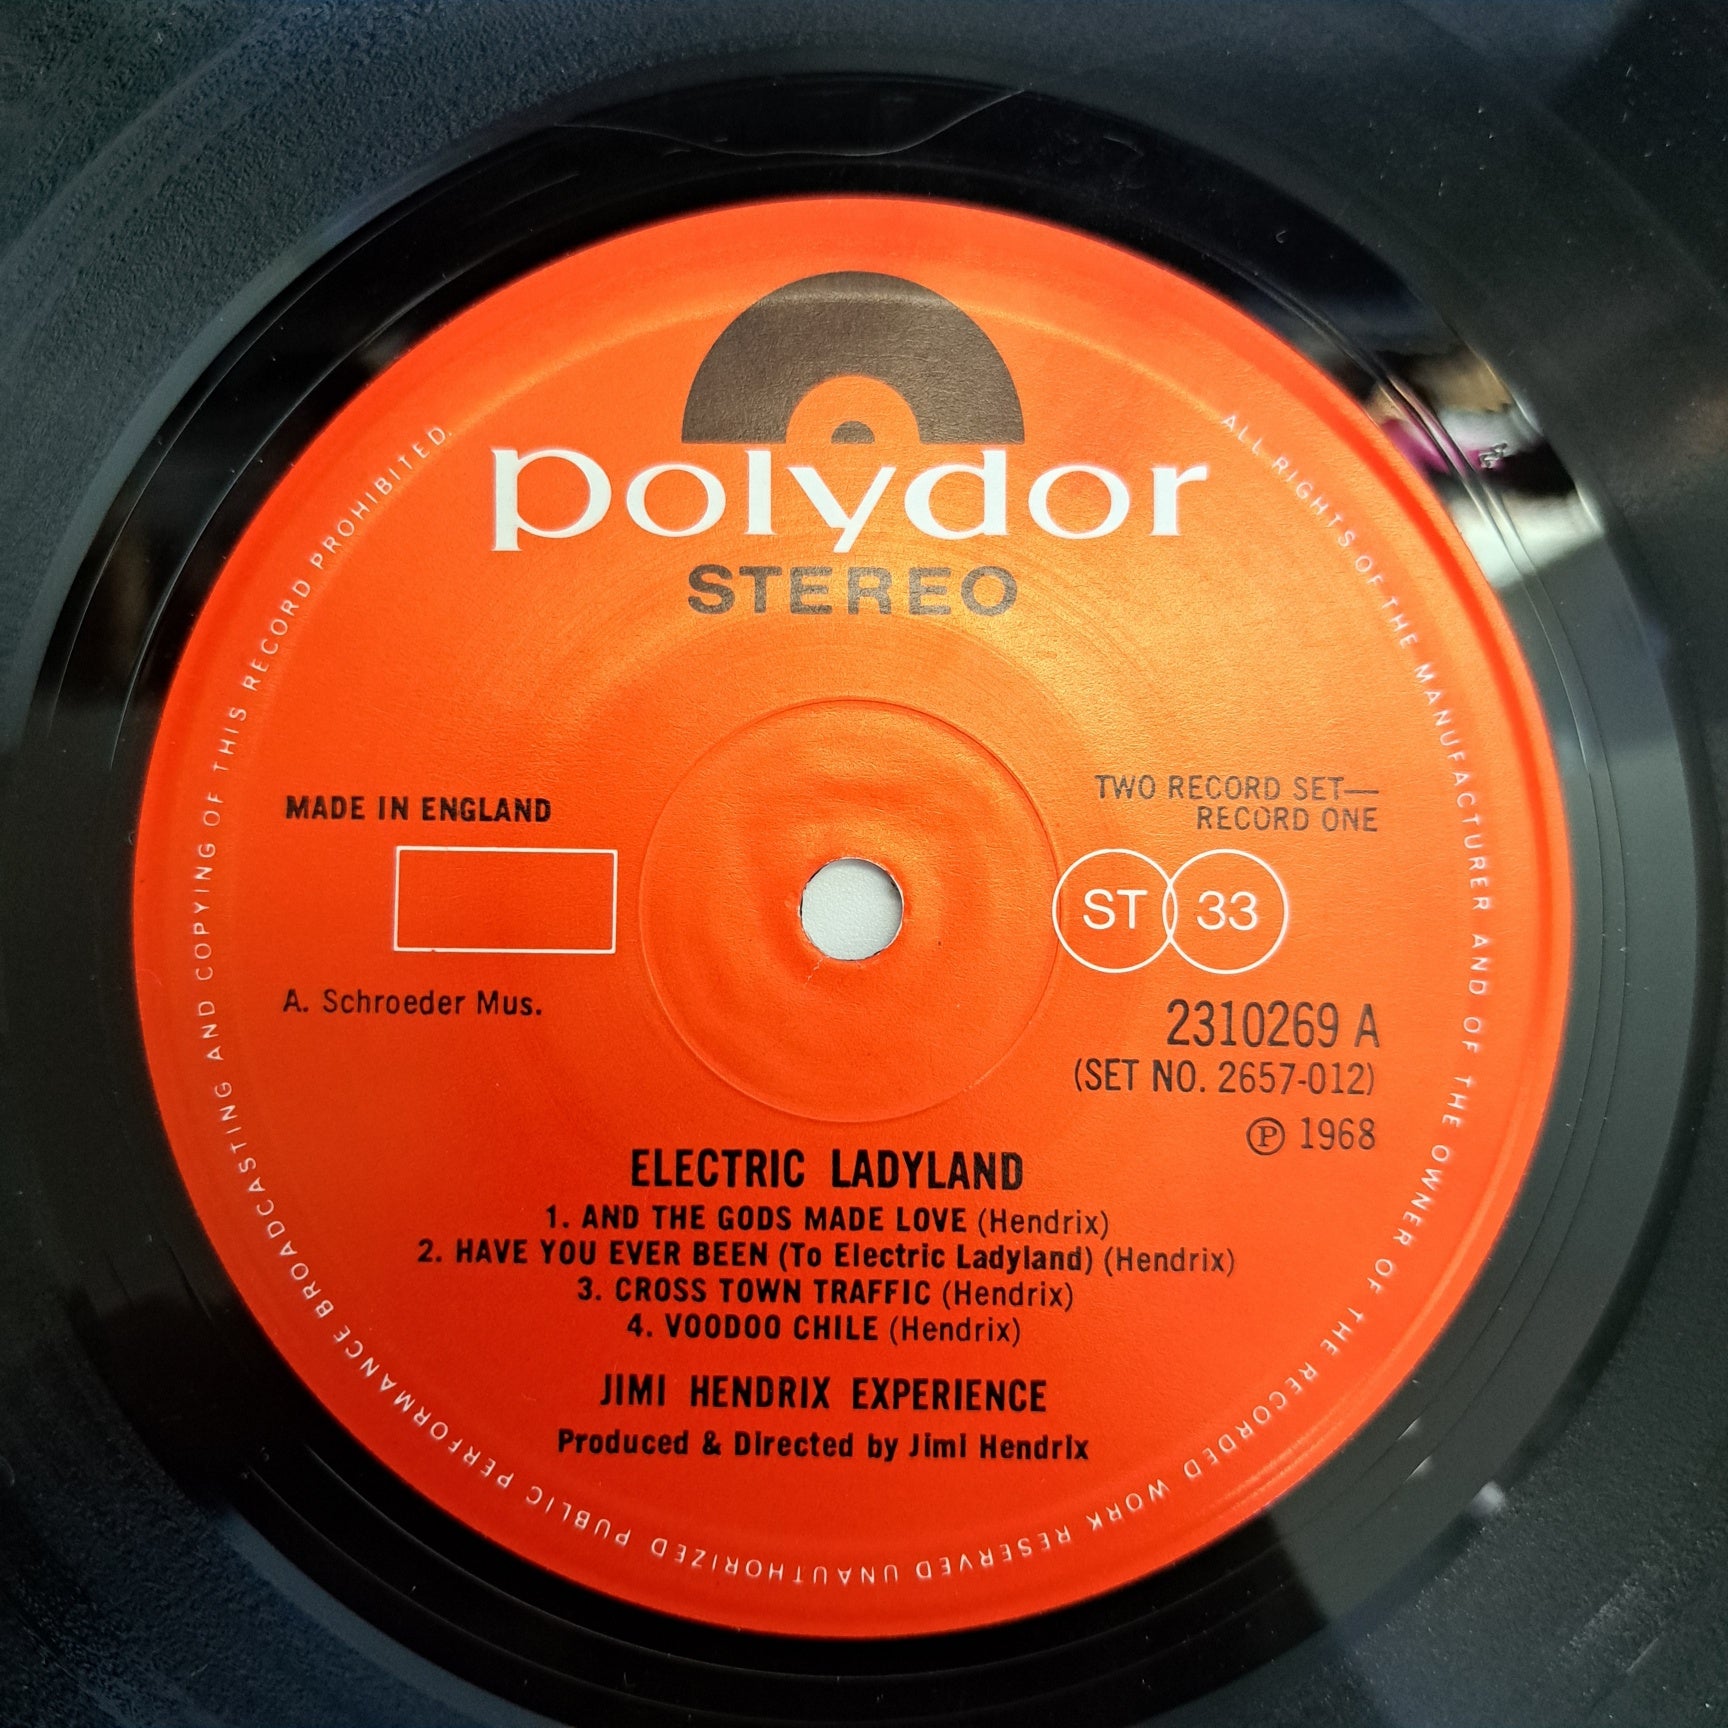 polydor
STEREO
ALL RIGHTS OF THE MANUFACTURER AND OF THE OWNER OF THE RECORDED WORK RESERVED UNAUTHORIZED PUBLIC PERFORMANCE BROADCASTING AND COPYING OF THIS RECORD PROHIBITED.
MADE IN ENGLAND
TWO RECORD SET—
RECORD ONE
ST 33
A. Schroeder Mus.
2310269 A
(SET NO. 2657-012)
℗ 1968
ELECTRIC LADYLAND
1. AND THE GODS MADE LOVE (Hendrix)
2. HAVE YOU EVER BEEN (To Electric Ladyland) (Hendrix)
3. CROSS TOWN TRAFFIC (Hendrix)
4. VOODOO CHILE (Hendrix)
JIMI HENDRIX EXPERIENCE
Produced & Directed by Jimi Hendrix